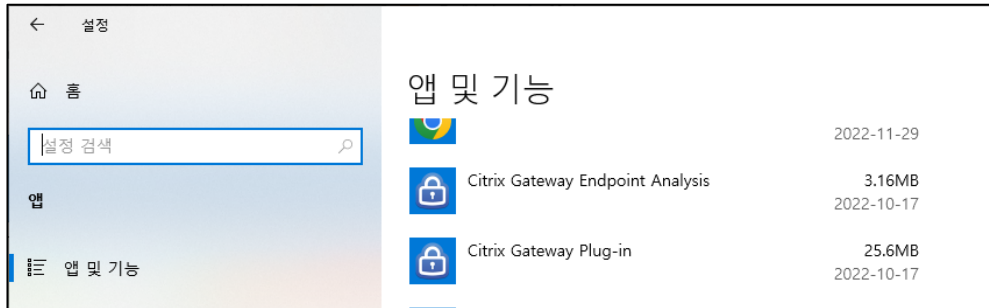 설정
홈
설정 검색
앱
앱 및 기능
앱 및 기능
2022-11-29
Citrix Gateway Endpoint Analysis 3.16MB
2022-10-17
Citrix Gateway Plug-in 25.6MB
2022-10-17